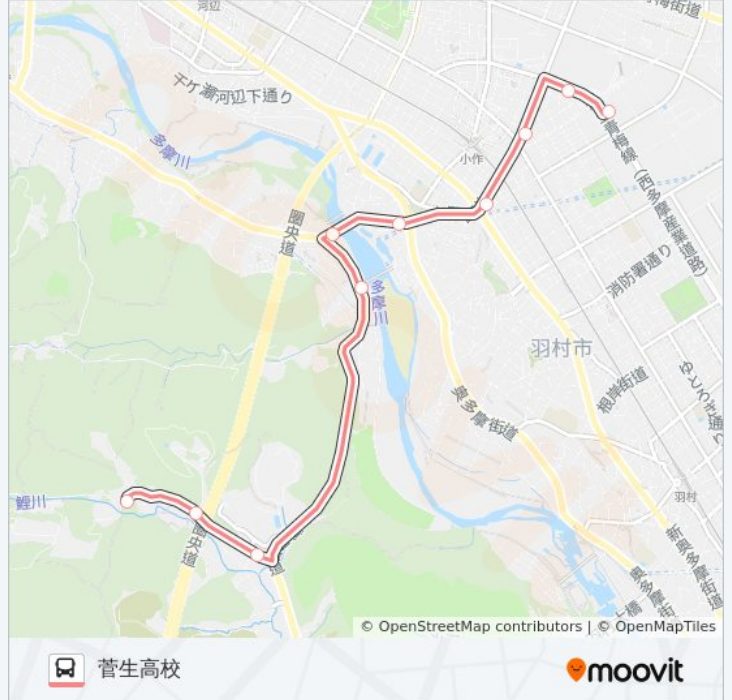 河辺
梅街道
千ケ瀬河辺下通り
多摩川
小作
青梅線(西多摩産業道路)
圏央道
消防署通り
多摩川
羽村市
ゆとろぎ通り
根岸街道
奥多摩街道
羽村
鯉川
圏央道
道
新奥多摩街道
奥多摩街
上橋
© OpenStreetMap contributors | © OpenMapTiles
菅生高校
moovit